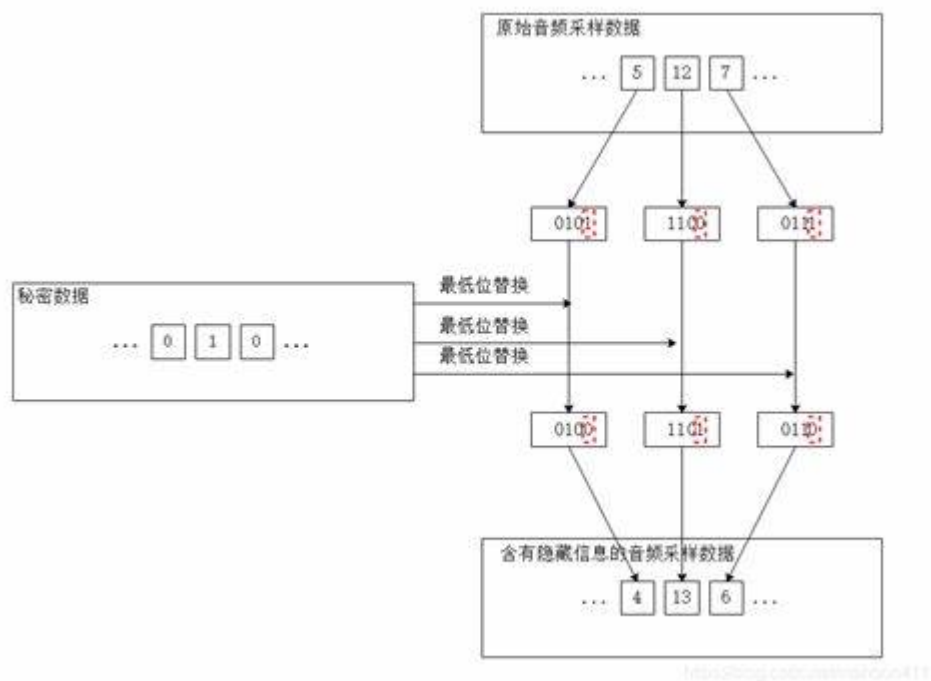 原始音频采样数据
... 5 12 7 ...
0101 1100 0111
最低位替换
秘密数据
最低位替换
... 0 1 0 ...
最低位替换
0100 1101 0110
含有隐藏信息的音频采样数据
... 4 13 6 ...